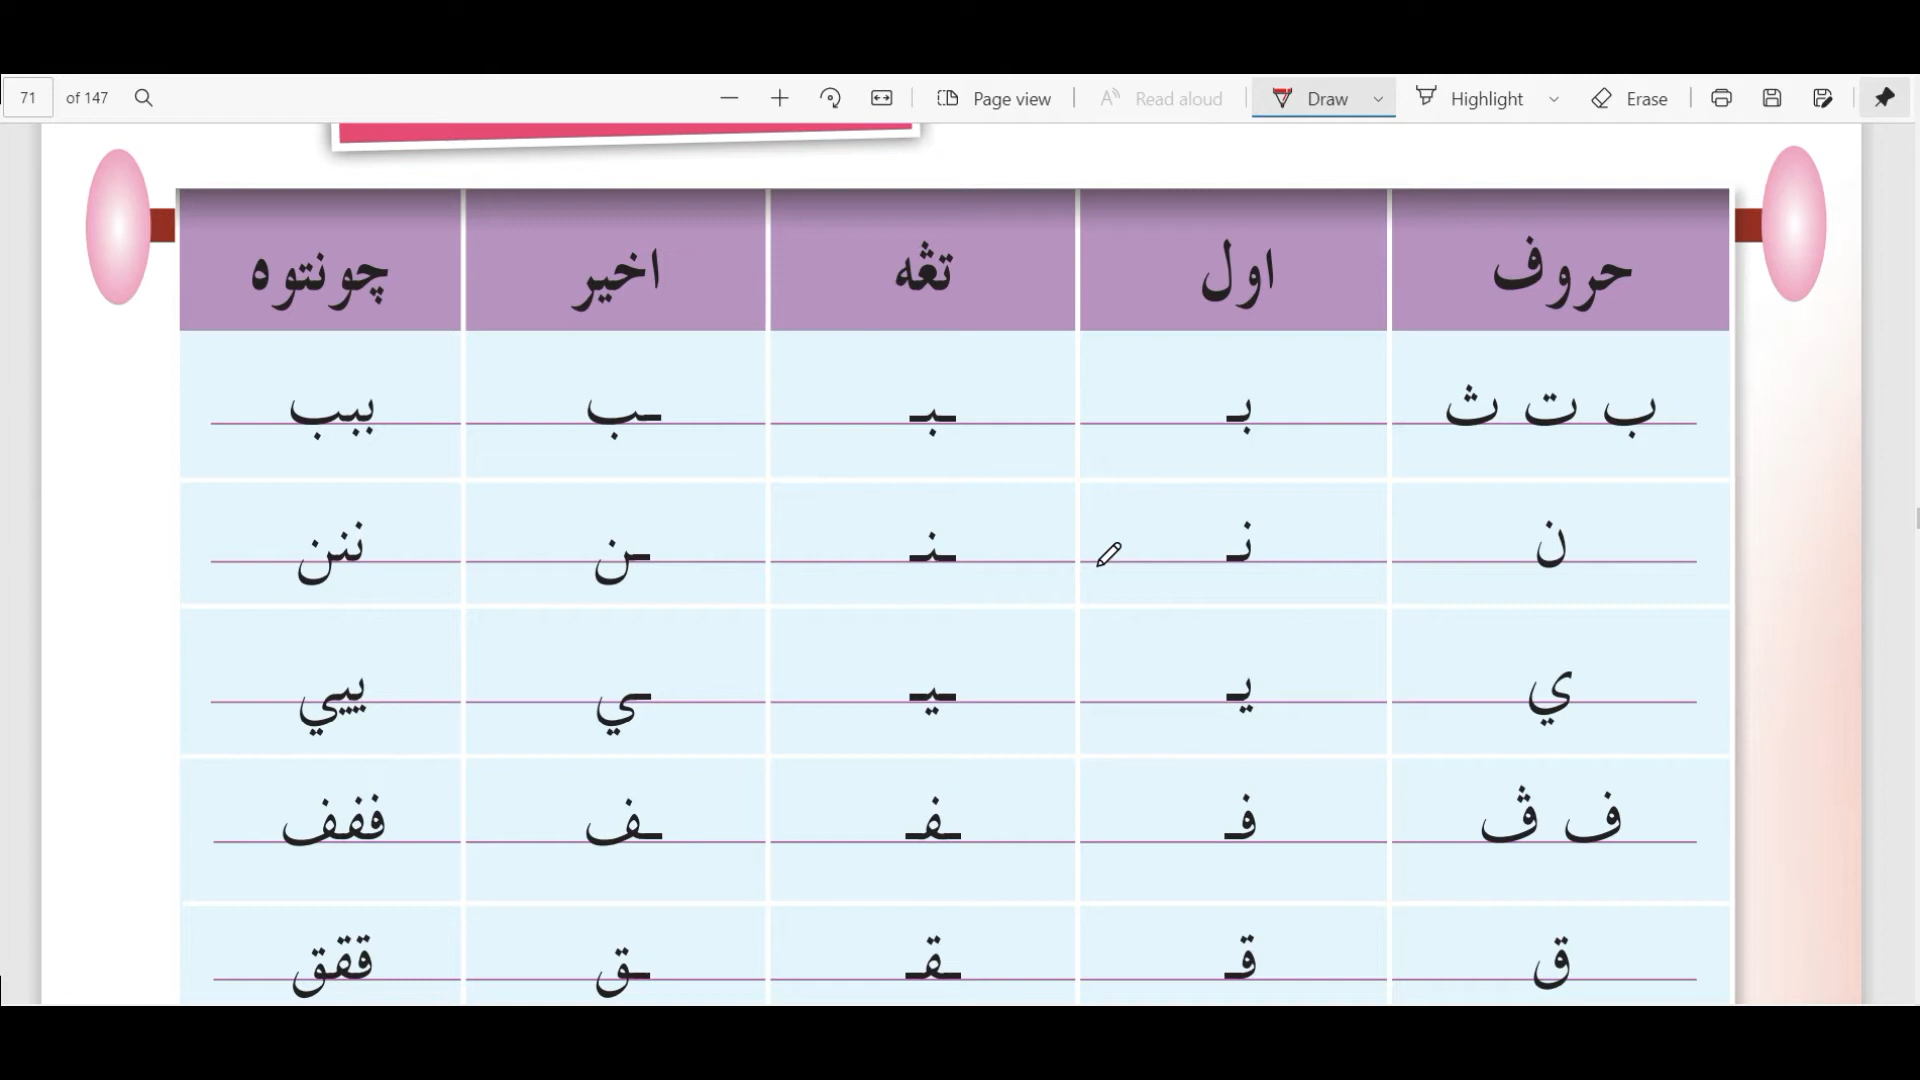 71 of 147 Page view Read aloud Draw Highlight Erase
حروف اول تڠه اخير چونتوه
ب ت ث بـ ـبـ ـب ببب
ن نـ ـنـ ـن ننن
ي يـ ـيـ ـي ييي
ف ڤ فـ ـفـ ـف ففف
ق قـ ـقـ ـق ققق